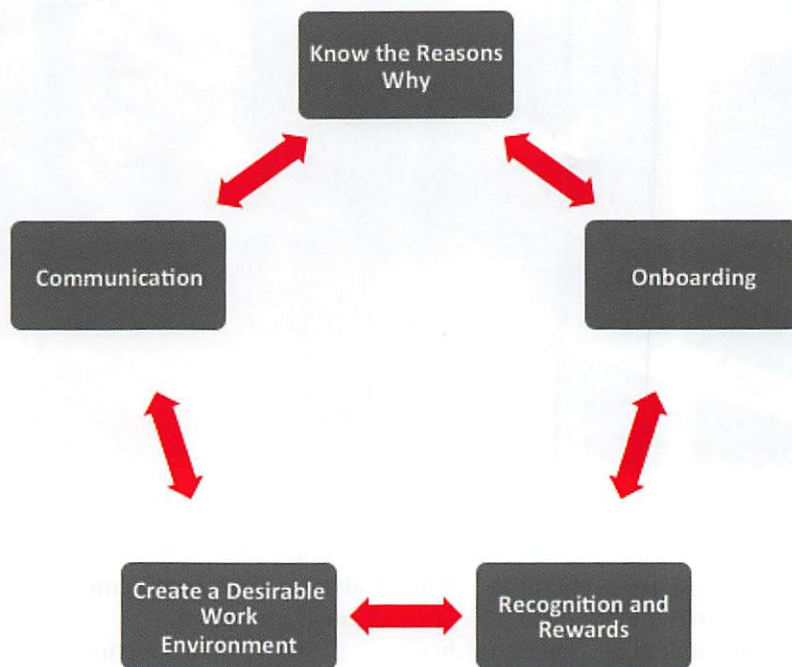 Know the Reasons
Why
Onboarding
Recognition and
Rewards
Create a Desirable
Work
Environment
Communication